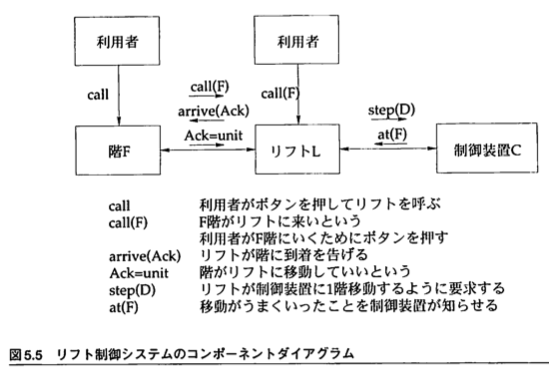 利用者
利用者
call
call(F)
arrive(Ack)
Ack=unit
call(F)
step(D)
at(F)
階F
リフトL
制御装置C
call 利用者がボタンを押してリフトを呼ぶ
call(F) F階がリフトに来いという
利用者がF階にいくためにボタンを押す
arrive(Ack) リフトが階に到着を告げる
Ack=unit 階がリフトに移動していいという
step(D) リフトが制御装置に1階移動するように要求する
at(F) 移動がうまくいったことを制御装置が知らせる
図5.5 リフト制御システムのコンポーネントダイアグラム